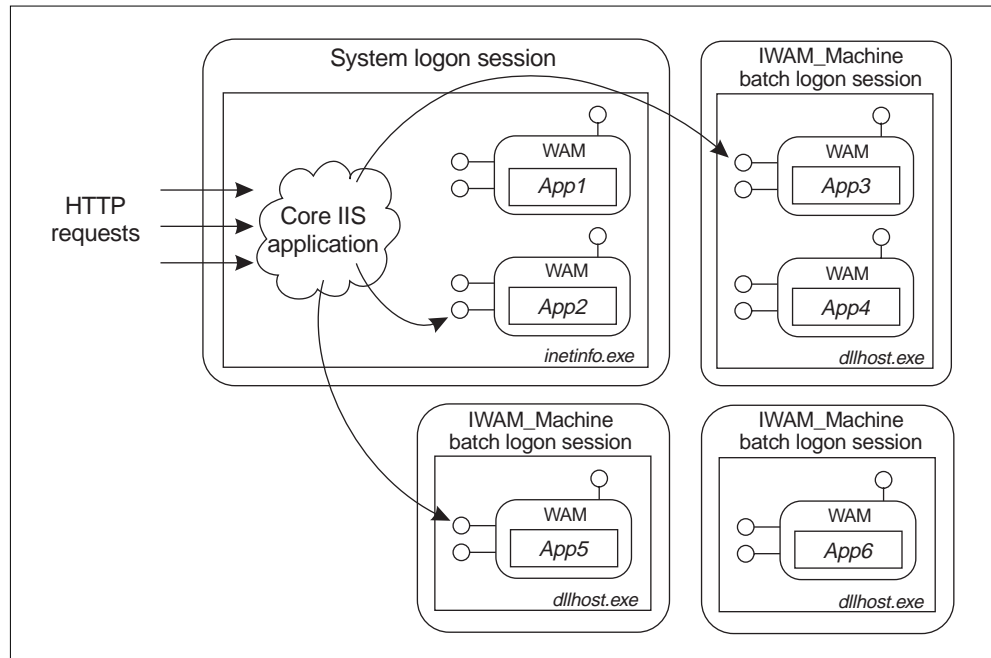 System logon session
HTTP
requests
Core IIS
application
WAM
App1
WAM
App2
inetinfo.exe
IWAM_Machine
batch logon session
WAM
App3
WAM
App4
dllhost.exe
IWAM_Machine
batch logon session
WAM
App5
dllhost.exe
IWAM_Machine
batch logon session
WAM
App6
dllhost.exe